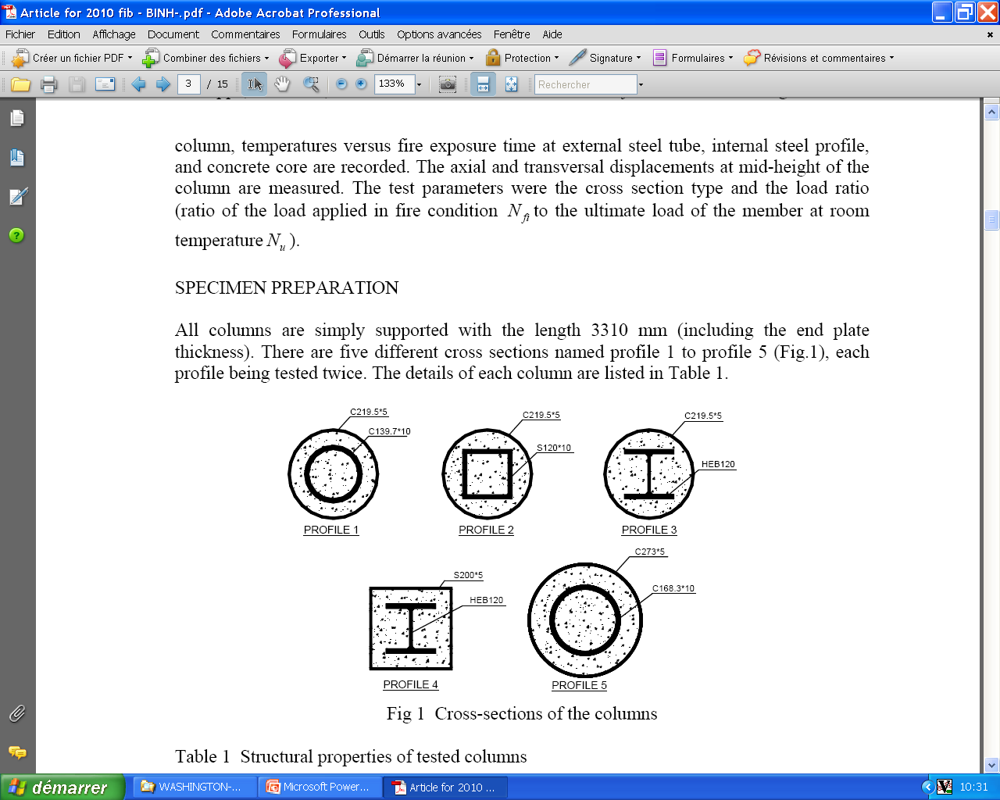 Article for 2010 fib - BINH-.pdf - Adobe Acrobat Professional
Fichier Edition Affichage Document Commentaires Formulaires Outils Options avancées Fenêtre Aide
Créer un fichier PDF Combiner des fichiers Exporter Démarrer la réunion Protection Signature Formulaires Révisions et commentaires
3 / 15 133% Rechercher
column, temperatures versus fire exposure time at external steel tube, internal steel profile,
and concrete core are recorded. The axial and transversal displacements at mid-height of the
column are measured. The test parameters were the cross section type and the load ratio
(ratio of the load applied in fire condition N fi to the ultimate load of the member at room
temperature N u ).
SPECIMEN PREPARATION
All columns are simply supported with the length 3310 mm (including the end plate
thickness). There are five different cross sections named profile 1 to profile 5 (Fig.1), each
profile being tested twice. The details of each column are listed in Table 1.
C219.5*5
C139.7*10
PROFILE 1
C219.5*5
S120*10
PROFILE 2
C219.5*5
HEB120
PROFILE 3
S200*5
HEB120
PROFILE 4
C273*5
C168.3*10
PROFILE 5
Fig 1 Cross-sections of the columns
Table 1 Structural properties of tested columns
démarrer WASHINGTON-... Microsoft Power... Article for 2010 ... 10:31